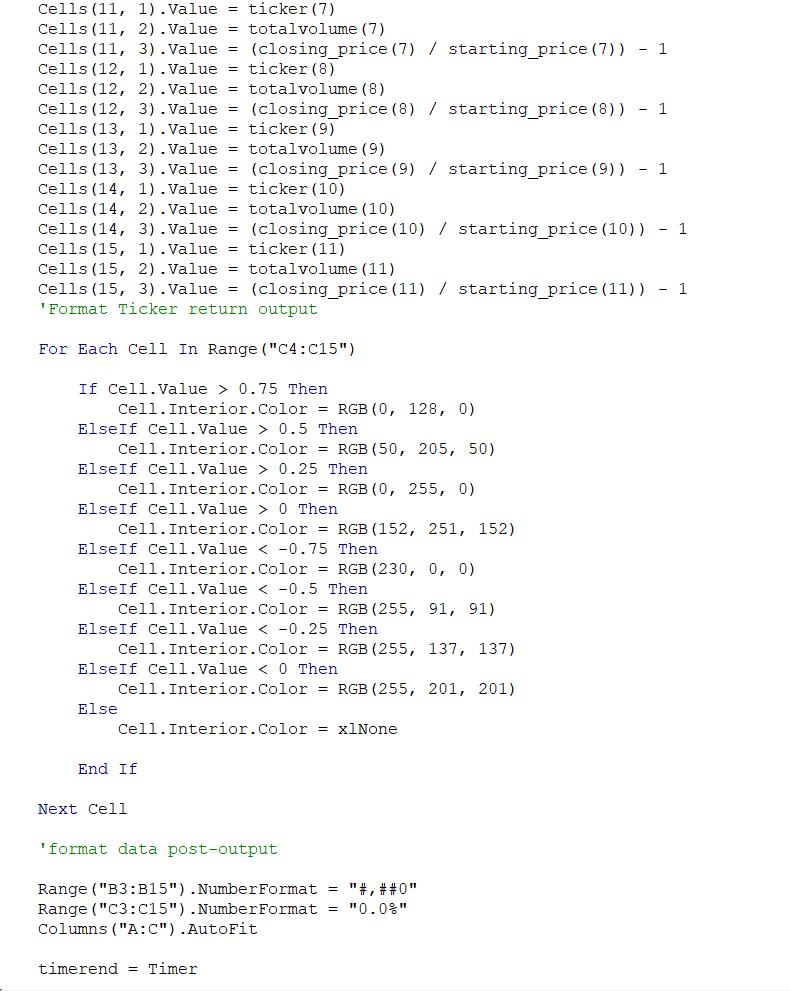 Cells(11, 1).Value = ticker(7)
Cells(11, 2).Value = totalvolume(7)
Cells(11, 3).Value = (closing_price(7) / starting_price(7)) - 1
Cells(12, 1).Value = ticker(8)
Cells(12, 2).Value = totalvolume(8)
Cells(12, 3).Value = (closing_price(8) / starting_price(8)) - 1
Cells(13, 1).Value = ticker(9)
Cells(13, 2).Value = totalvolume(9)
Cells(13, 3).Value = (closing_price(9) / starting_price(9)) - 1
Cells(14, 1).Value = ticker(10)
Cells(14, 2).Value = totalvolume(10)
Cells(14, 3).Value = (closing_price(10) / starting_price(10)) - 1
Cells(15, 1).Value = ticker(11)
Cells(15, 2).Value = totalvolume(11)
Cells(15, 3).Value = (closing_price(11) / starting_price(11)) - 1
'Format Ticker return output
For Each Cell In Range("C4:C15")
    If Cell.Value > 0.75 Then
        Cell.Interior.Color = RGB(0, 128, 0)
    ElseIf Cell.Value > 0.5 Then
        Cell.Interior.Color = RGB(50, 205, 50)
    ElseIf Cell.Value > 0.25 Then
        Cell.Interior.Color = RGB(0, 255, 0)
    ElseIf Cell.Value > 0 Then
        Cell.Interior.Color = RGB(152, 251, 152)
    ElseIf Cell.Value < -0.75 Then
        Cell.Interior.Color = RGB(230, 0, 0)
    ElseIf Cell.Value < -0.5 Then
        Cell.Interior.Color = RGB(255, 91, 91)
    ElseIf Cell.Value < -0.25 Then
        Cell.Interior.Color = RGB(255, 137, 137)
    ElseIf Cell.Value < 0 Then
        Cell.Interior.Color = RGB(255, 201, 201)
    Else
        Cell.Interior.Color = xlNone
    End If
Next Cell
'format data post-output
Range("B3:B15").NumberFormat = "#,##0"
Range("C3:C15").NumberFormat = "0.0%"
Columns("A:C").AutoFit
timerend = Timer